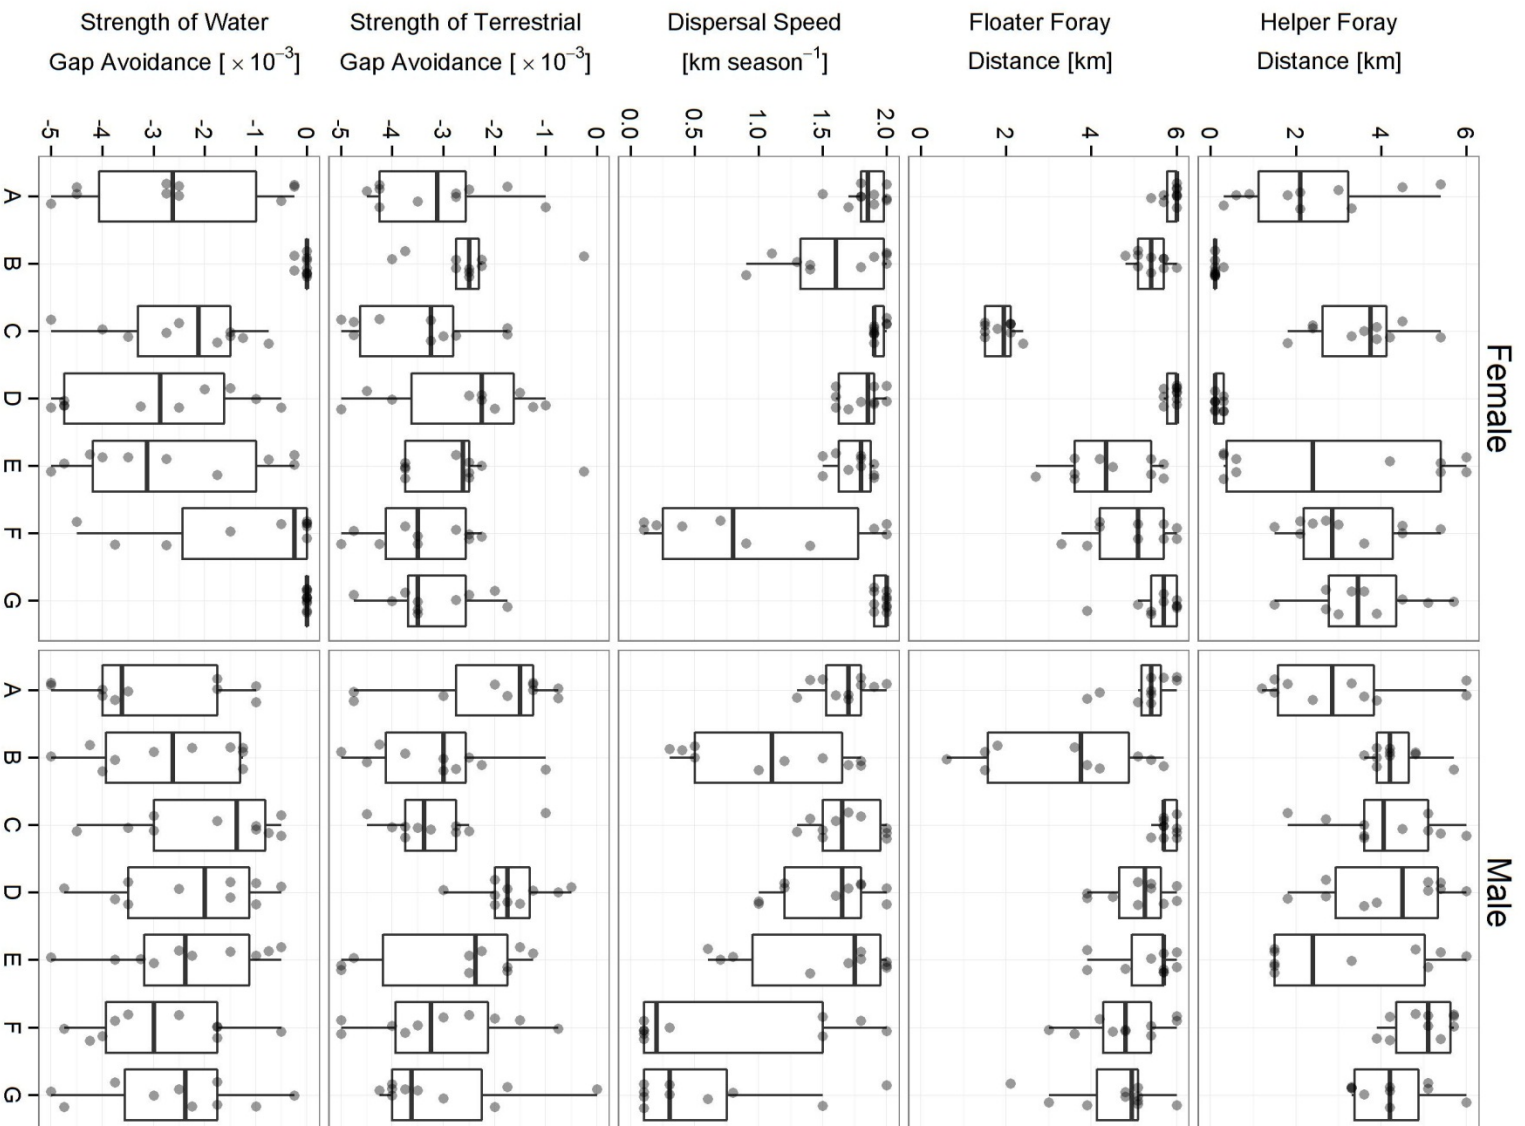 Strength of Water
Gap Avoidance [ × 10⁻³]
Strength of Terrestrial
Gap Avoidance [ × 10⁻³]
Dispersal Speed
[km season⁻¹]
Floater Foray
Distance [km]
Helper Foray
Distance [km]
-5 -4 -3 -2 -1 0
-5 -4 -3 -2 -1 0
0.0 0.5 1.0 1.5 2.0
0 2 4 6
0 2 4 6
Female
A
B
C
D
E
F
G
Male
A
B
C
D
E
F
G